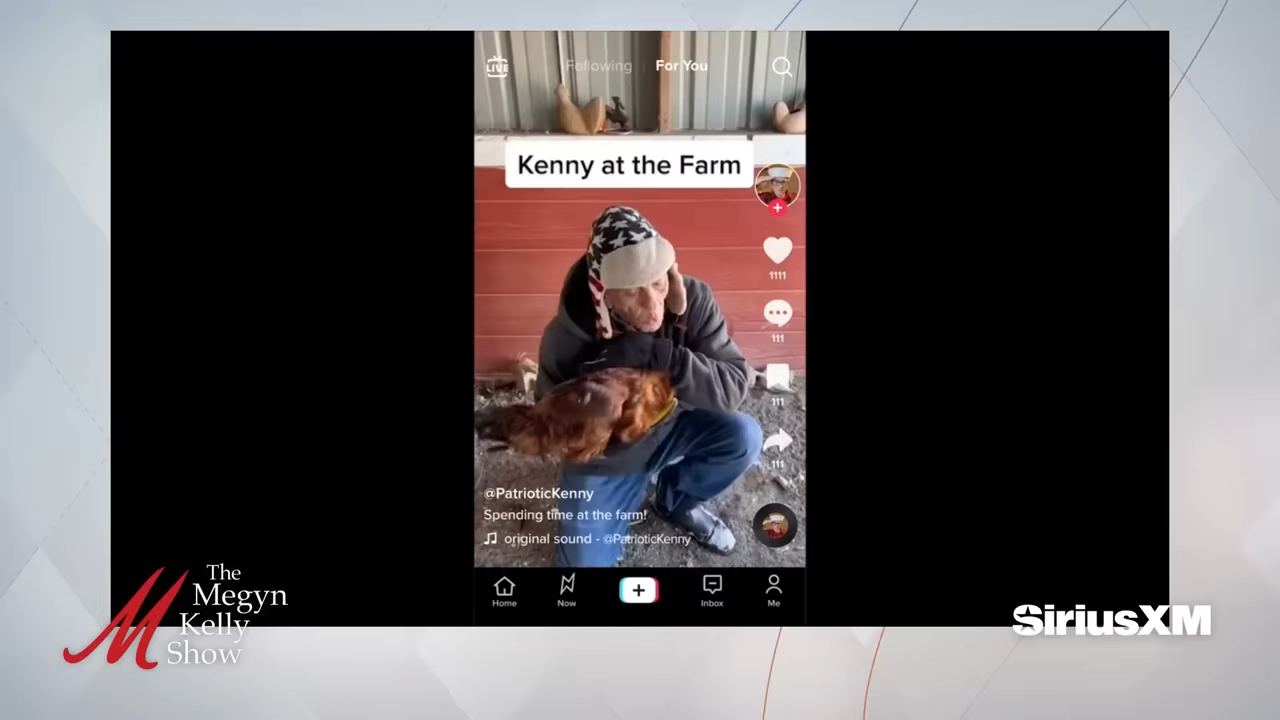 LIVE
Following
For You
Kenny at the Farm
1111
111
111
111
@PatrioticKenny
Spending time at the farm!
original sound - @PatrioticKenny
Home
Now
Inbox
Me
The
Megyn
Kelly
Show
SiriusXM